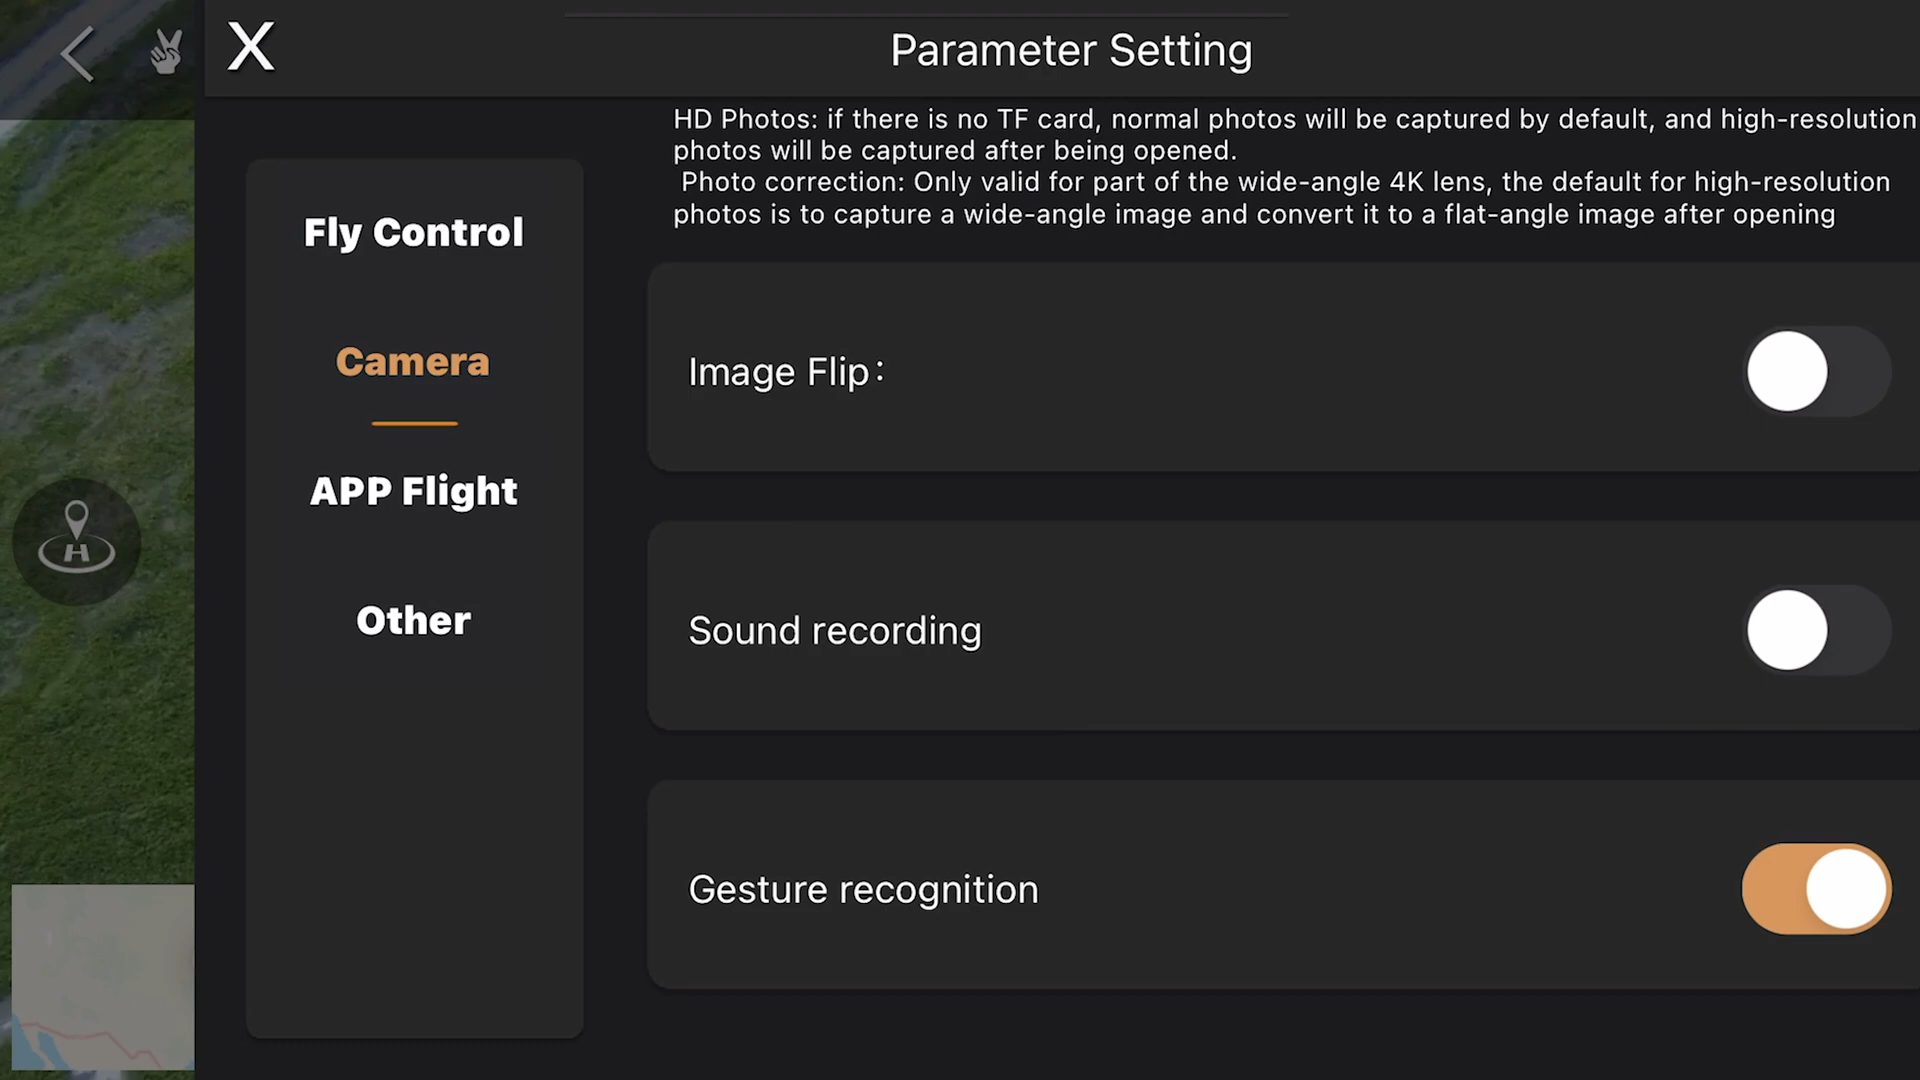 X
Parameter Setting
HD Photos: if there is no TF card, normal photos will be captured by default, and high-resolution
photos will be captured after being opened.
Photo correction: Only valid for part of the wide-angle 4K lens, the default for high-resolution
photos is to capture a wide-angle image and convert it to a flat-angle image after opening
Fly Control
Camera
APP Flight
Other
Image Flip:
Sound recording
Gesture recognition
H